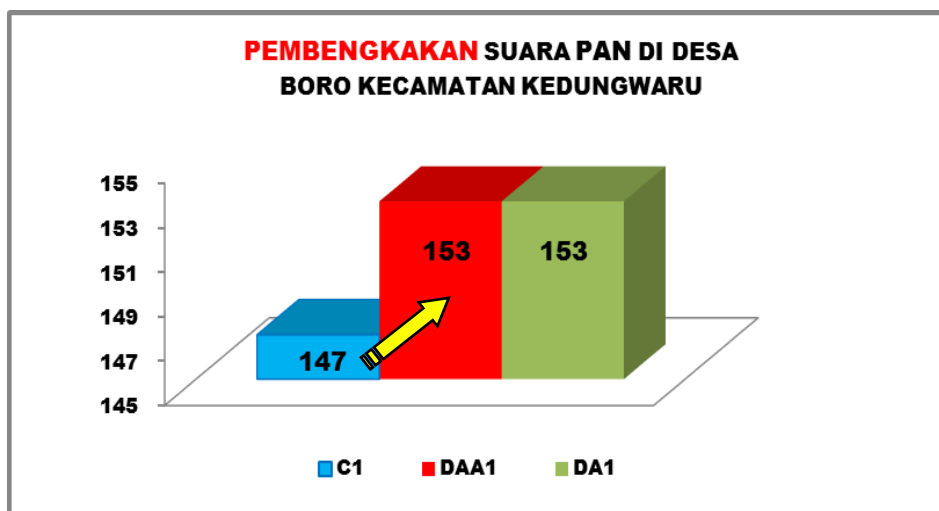 PEMBENGKAKAN SUARA PAN DI DESA
BORO KECAMATAN KEDUNGWARU
155
153
151
149
147
145
147
153
153
C1
DAA1
DA1